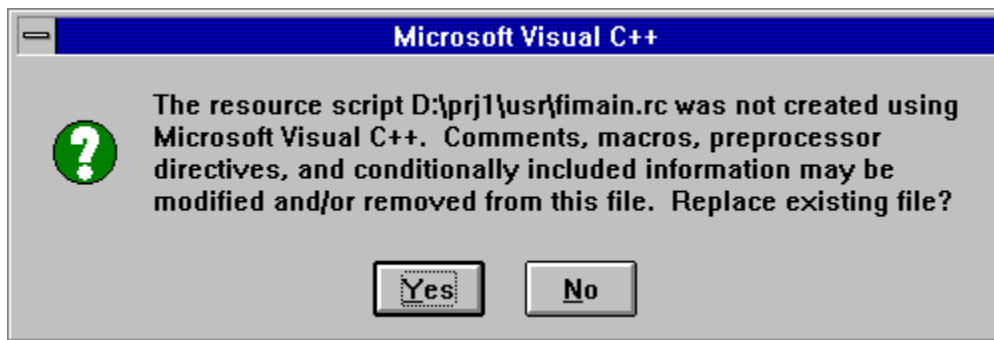 Microsoft Visual C++
The resource script D:\prj1\usr\fimain.rc was not created using
Microsoft Visual C++.  Comments, macros, preprocessor
directives, and conditionally included information may be
modified and/or removed from this file.  Replace existing file?
Yes No